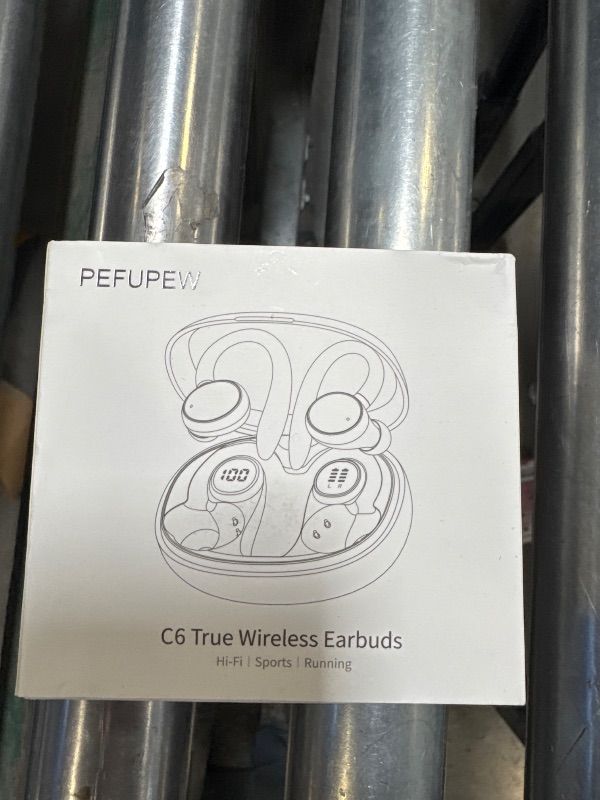 PEFUPEW
100
L R
C6 True Wireless Earbuds
Hi-Fi | Sports | Running